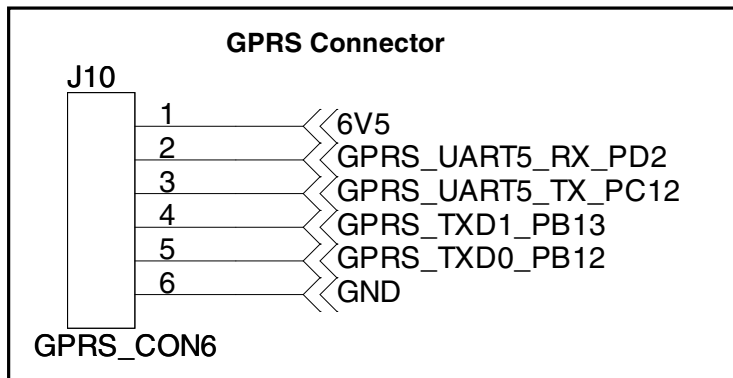 GPRS Connector
J10
1 6V5
2 GPRS_UART5_RX_PD2
3 GPRS_UART5_TX_PC12
4 GPRS_TXD1_PB13
5 GPRS_TXD0_PB12
6 GND
GPRS_CON6